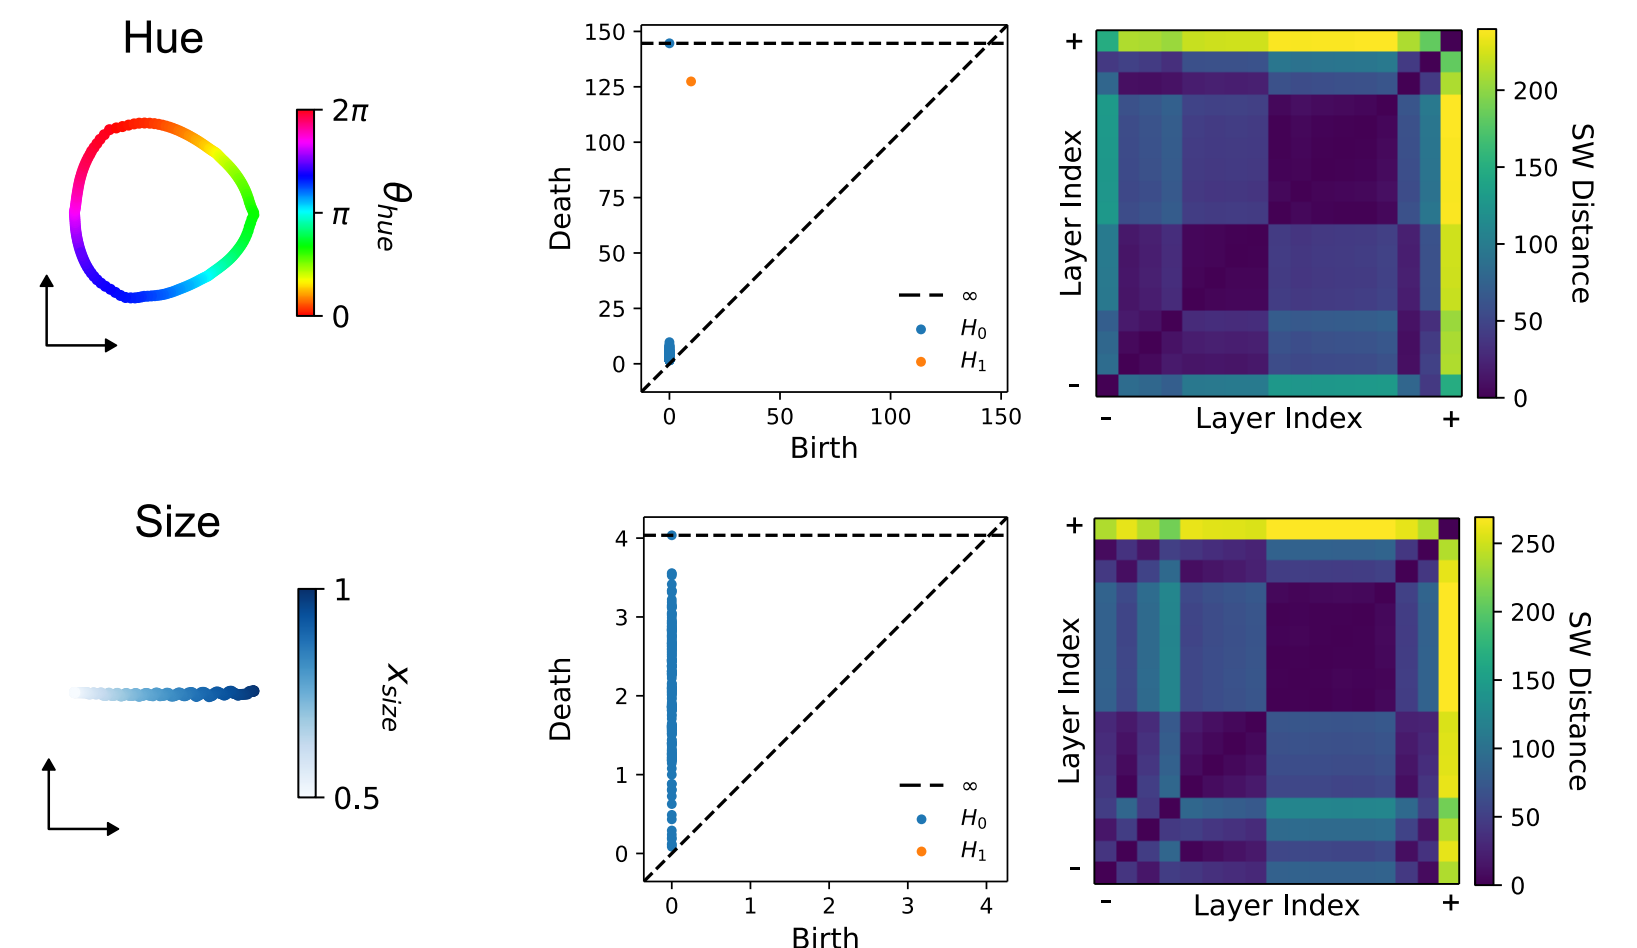 Hue
2π
π
0
θhue
150
125
100
75
50
25
0
Death
0
50
100
150
Birth
∞
H0
H1
+
-
Layer Index
-
Layer Index
+
200
150
100
50
0
SW Distance
Size
1
0.5
xsize
4
3
2
1
0
Death
0
1
2
3
4
Birth
∞
H0
H1
+
-
Layer Index
-
Layer Index
+
250
200
150
100
50
0
SW Distance